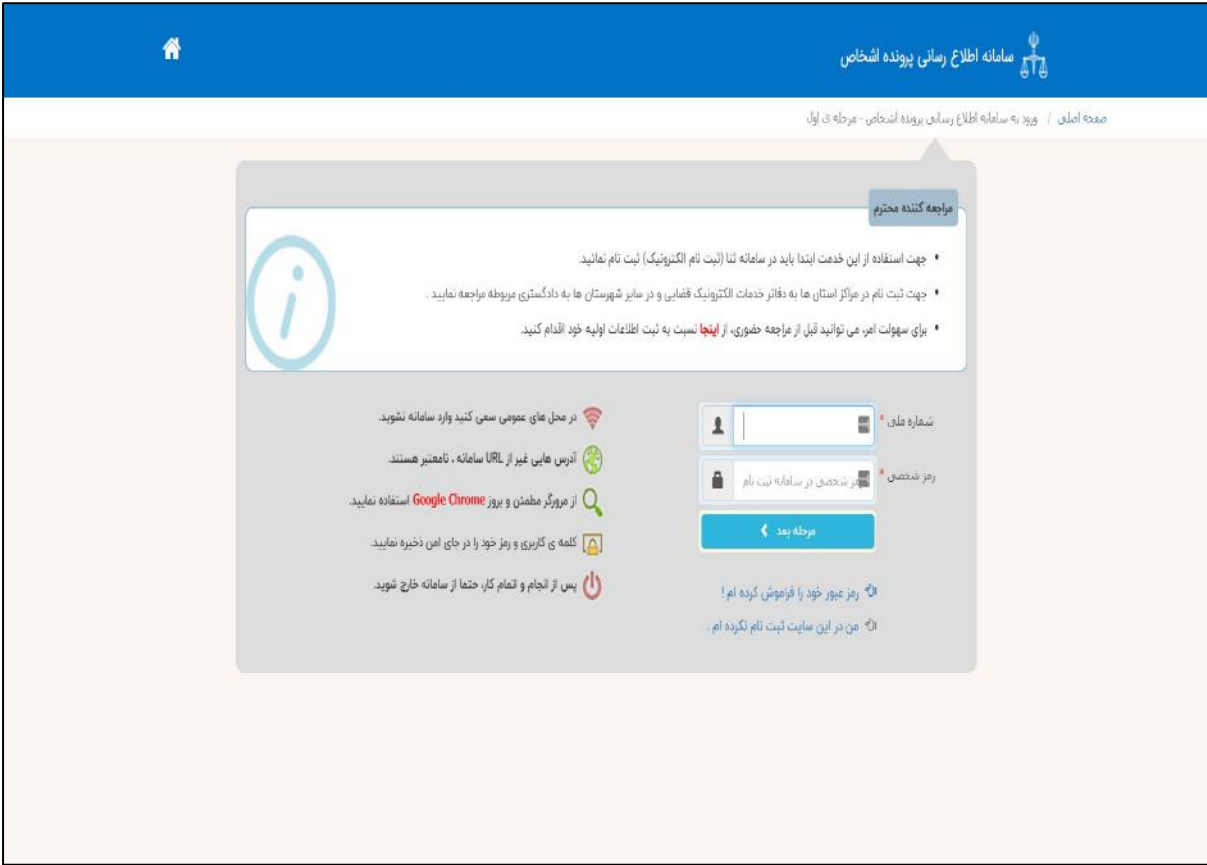 سامانه اطلاع رسانی پرونده اشخاص
صفحه اصلی / ورود به سامانه اطلاع رسانی پرونده اشخاص - مرحله ی اول
مراجعه کننده محترم
• جهت استفاده از این خدمت ابتدا باید در سامانه ثنا (ثبت نام الکترونیک) ثبت نام نمائید.
• جهت ثبت نام در مراکز استان ها به دفاتر خدمات الکترونیک قضایی و در سایر شهرستان ها به دادگستری مربوطه مراجعه نمایید .
• برای سهولت امر، می توانید قبل از مراجعه حضوری، از اینجا نسبت به ثبت اطلاعات اولیه خود اقدام کنید.
شماره ملی *
رمز شخصی *
شخصی در سامانه ثبت نام
مرحله بعد
رمز عبور خود را فراموش کرده ام !
من در این سایت ثبت نام نکرده ام .
در محل های عمومی سعی کنید وارد سامانه نشوید.
آدرس هایی غیر از URL سامانه ، نامعتبر هستند.
از مرورگر مطمئن و بروز Google Chrome استفاده نمایید.
کلمه ی کاربری و رمز خود را در جای امن ذخیره نمایید.
پس از انجام و اتمام کار، حتما از سامانه خارج شوید.